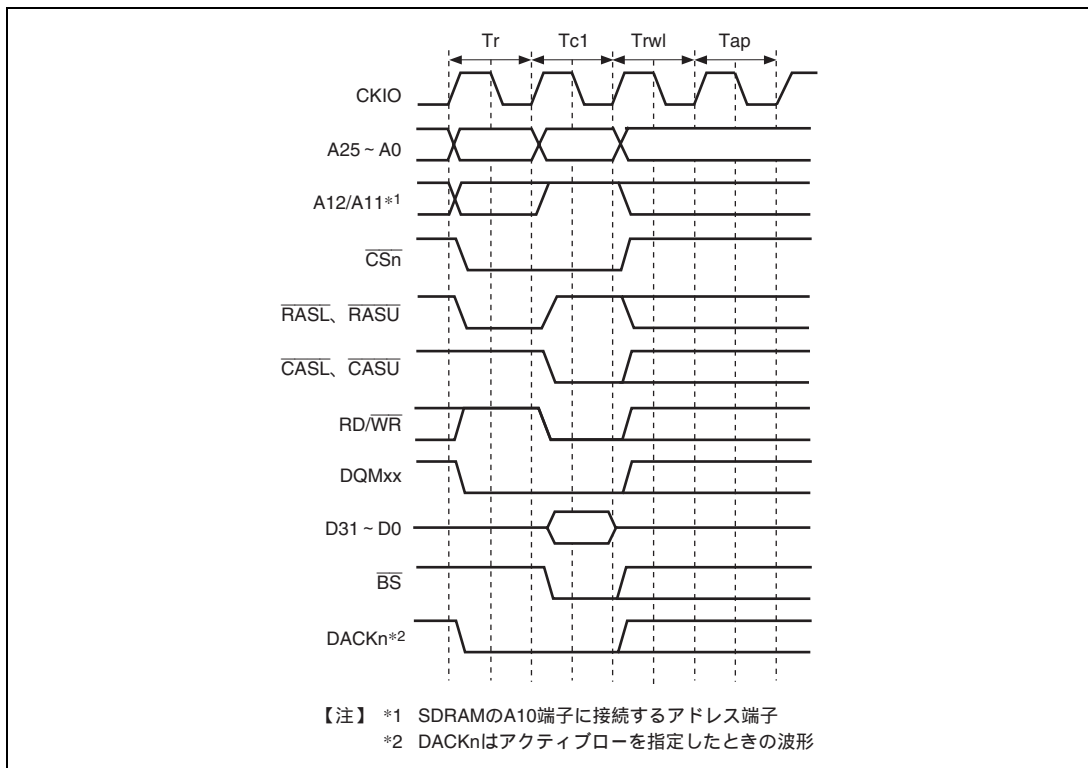 Tr Tc1 Trwl Tap
CKIO
A25 ~ A0
A12/A11*1
CSn
RASL、RASU
CASL、CASU
RD/WR
DQMxx
D31 ~ D0
BS
DACKn*2
【注】 *1 SDRAMのA10端子に接続するアドレス端子
*2 DACKnはアクティブローを指定したときの波形